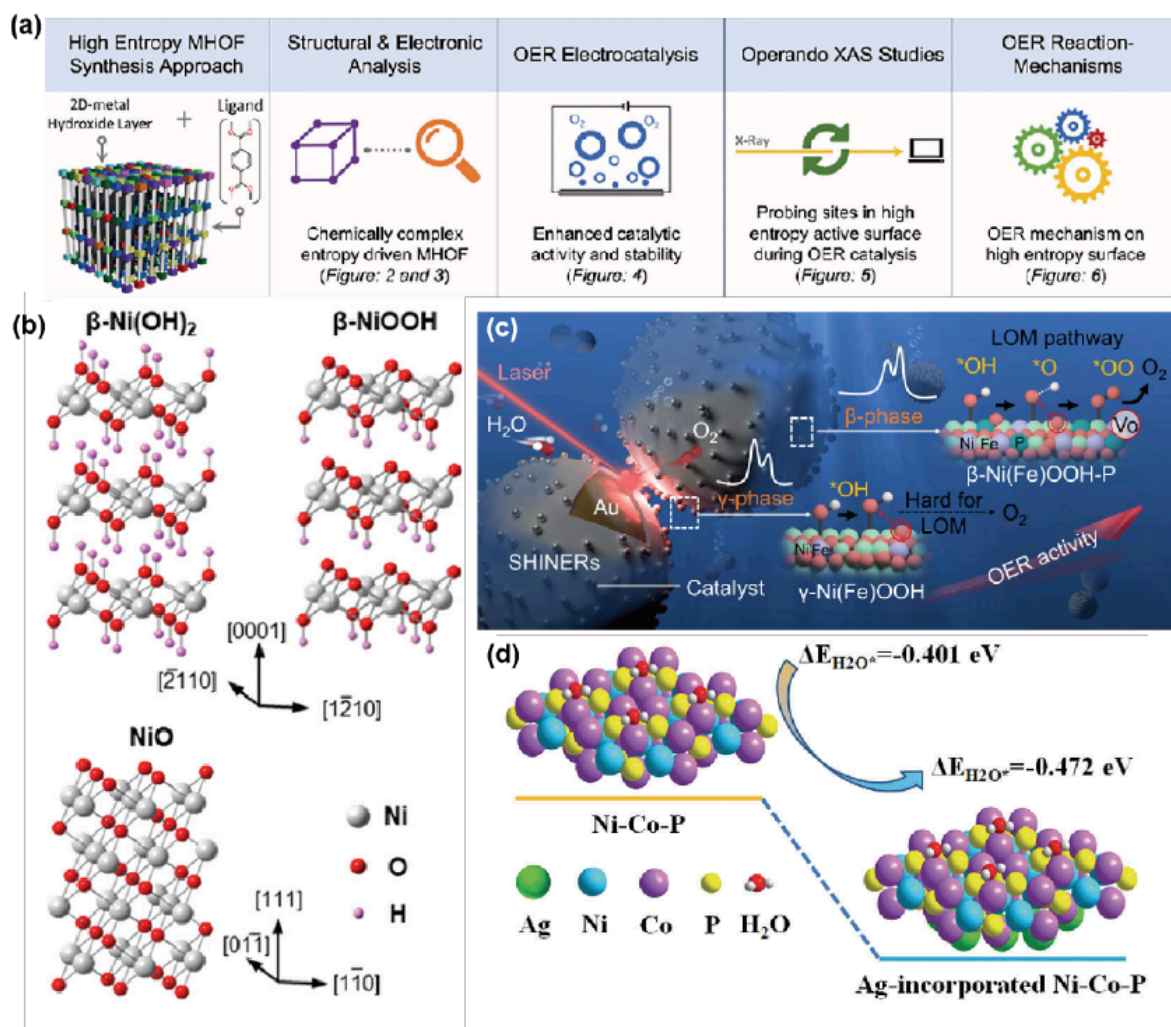 (a)
High Entropy MHOF
Synthesis Approach
2D-metal
Hydroxide Layer
+
Ligand
Structural & Electronic
Analysis
Chemically complex
entropy driven MHOF
(Figure: 2 and 3)
OER Electrocatalysis
O₂
O₂
Enhanced catalytic
activity and stability
(Figure: 4)
Operando XAS Studies
X-Ray
Probing sites in high
entropy active surface
during OER catalysis
(Figure: 5)
OER Reaction-
Mechanisms
OER mechanism on
high entropy surface
(Figure: 6)
(b)
β-Ni(OH)₂
β-NiOOH
[0001]
[2̄110]
[12̄10]
NiO
Ni
O
H
[111]
[011̄]
[11̄0]
(c)
Laser
H₂O
O₂
Au
SHINERs
Catalyst
β-phase
γ-phase
LOM pathway
*OH
*O
*OO
O₂
Vo
Ni Fe P
β-Ni(Fe)OOH-P
*OH
Hard for
LOM
O₂
NiFe
γ-Ni(Fe)OOH
OER activity
(d)
ΔE_H2O*=-0.401 eV
ΔE_H2O*=-0.472 eV
Ni-Co-P
Ag
Ni
Co
P
H₂O
Ag-incorporated Ni-Co-P